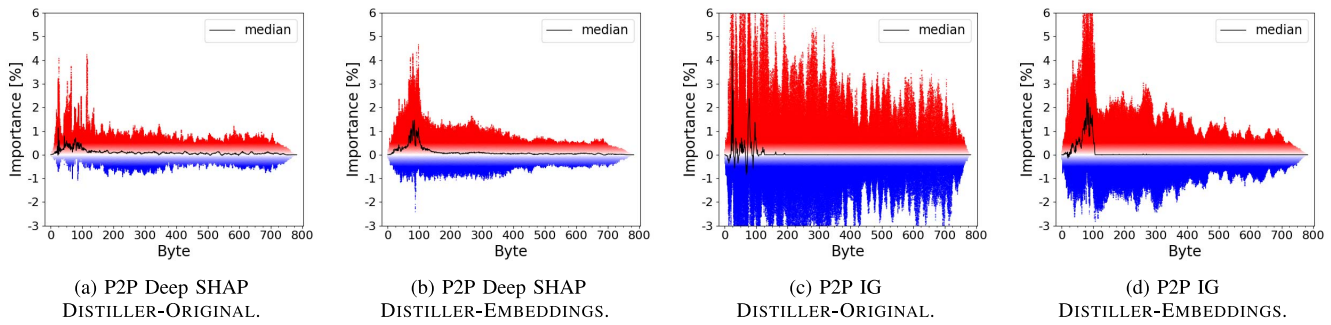 6
5
4
3
2
1
0
-1
-2
-3
Importance [%]
median
0 100 200 300 400 500 600 700 800
Byte
(a) P2P Deep SHAP
DISTILLER-ORIGINAL.
6
5
4
3
2
1
0
-1
-2
-3
Importance [%]
median
0 100 200 300 400 500 600 700 800
Byte
(b) P2P Deep SHAP
DISTILLER-EMBEDDINGS.
6
5
4
3
2
1
0
-1
-2
-3
Importance [%]
median
0 100 200 300 400 500 600 700 800
Byte
(c) P2P IG
DISTILLER-ORIGINAL.
6
5
4
3
2
1
0
-1
-2
-3
Importance [%]
median
0 100 200 300 400 500 600 700 800
Byte
(d) P2P IG
DISTILLER-EMBEDDINGS.